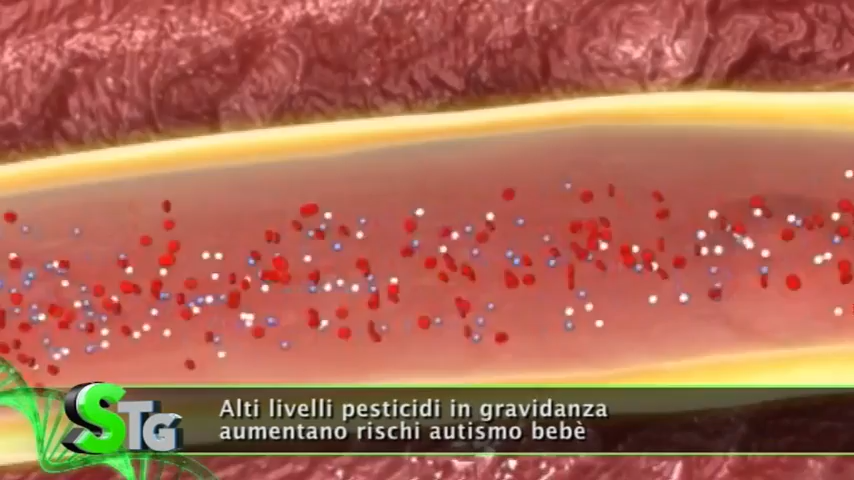 STG
Alti livelli pesticidi in gravidanza
aumentano rischi autismo bebè